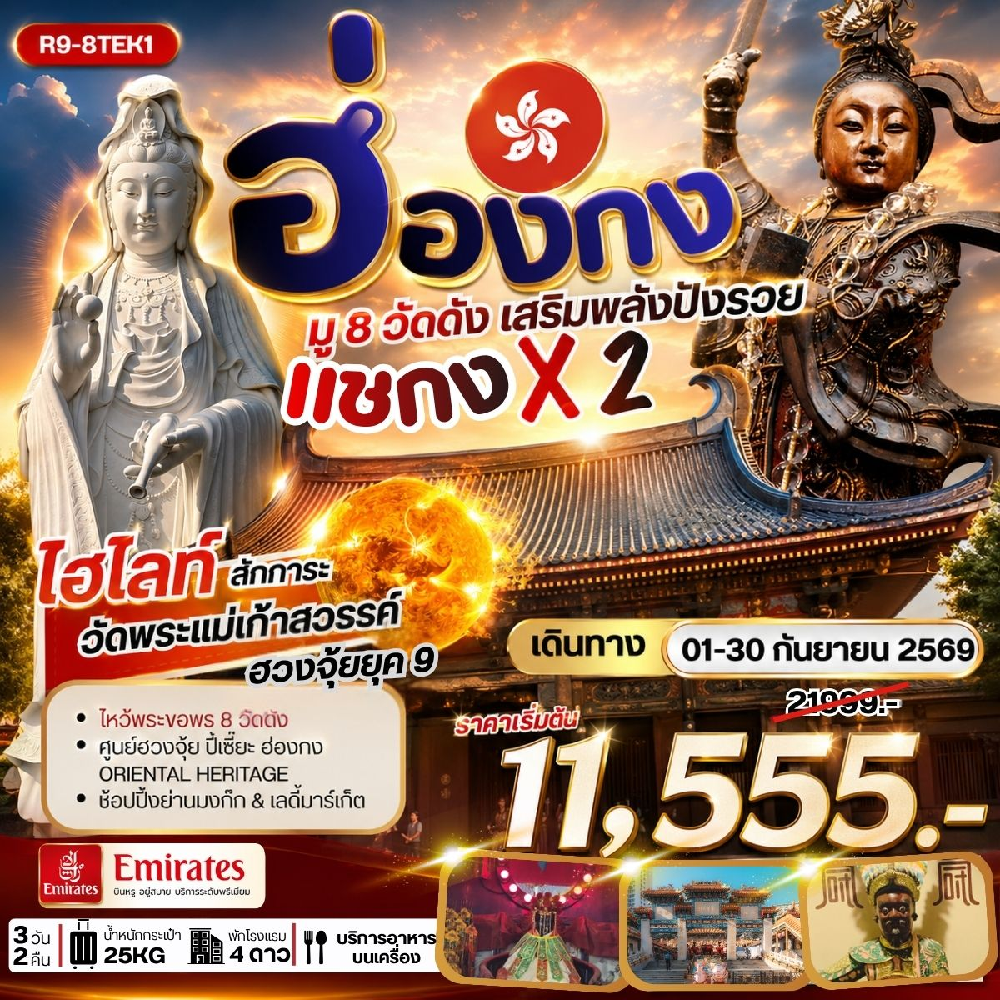 R9-8TEK1
ฮ่องกง
มู 8 วัดดัง เสริมพลังปังรวย
แชกง X 2
ไฮไลท์ สักการะ
วัดพระแม่เก้าสวรรค์
ฮวงจุ้ยยุค 9
• ไหว้พระขอพร 8 วัดดัง
• ศูนย์ฮวงจุ้ย ปี้เซี๊ยะ ฮ่องกง
ORIENTAL HERITAGE
• ช้อปปิ้งย่านมงก๊ก & เลดี้มาร์เก็ต
เดินทาง 01-30 กันยายน 2569
21999.-
ราคาเริ่มต้น
11,555.-
Emirates
Emirates
บินหรู อยู่สบาย บริการระดับพรีเมียม
3 วัน
2 คืน
น้ำหนักกระเป๋า
25KG
พักโรงแรม
4 ดาว
บริการอาหาร
บนเครื่อง